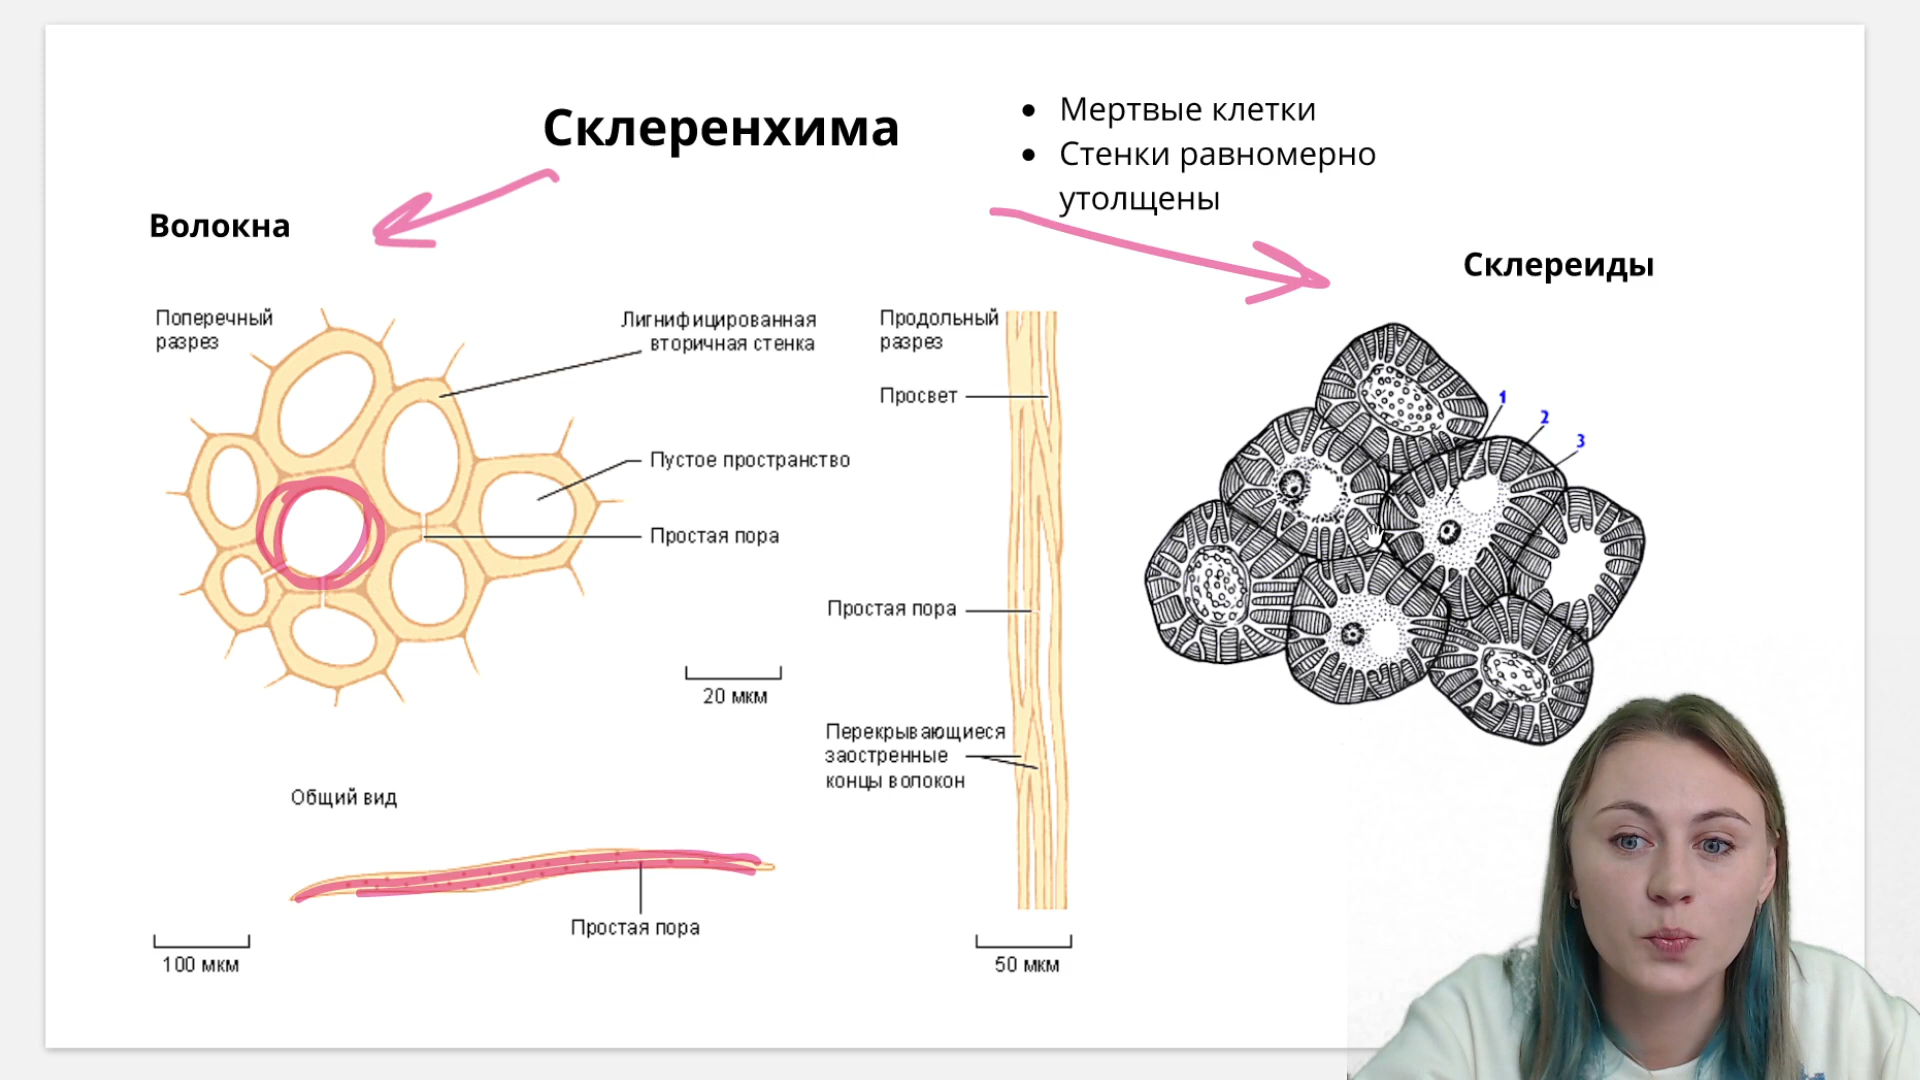 Склеренхима
• Мертвые клетки
• Стенки равномерно
утолщены
Волокна
Склереиды
Поперечный
разрез
Лигнифицированная
вторичная стенка
Пустое пространство
Простая пора
20 мкм
Продольный
разрез
Просвет
Простая пора
Перекрывающиеся
заостренные
концы волокон
50 мкм
1
2
3
Общий вид
Простая пора
100 мкм